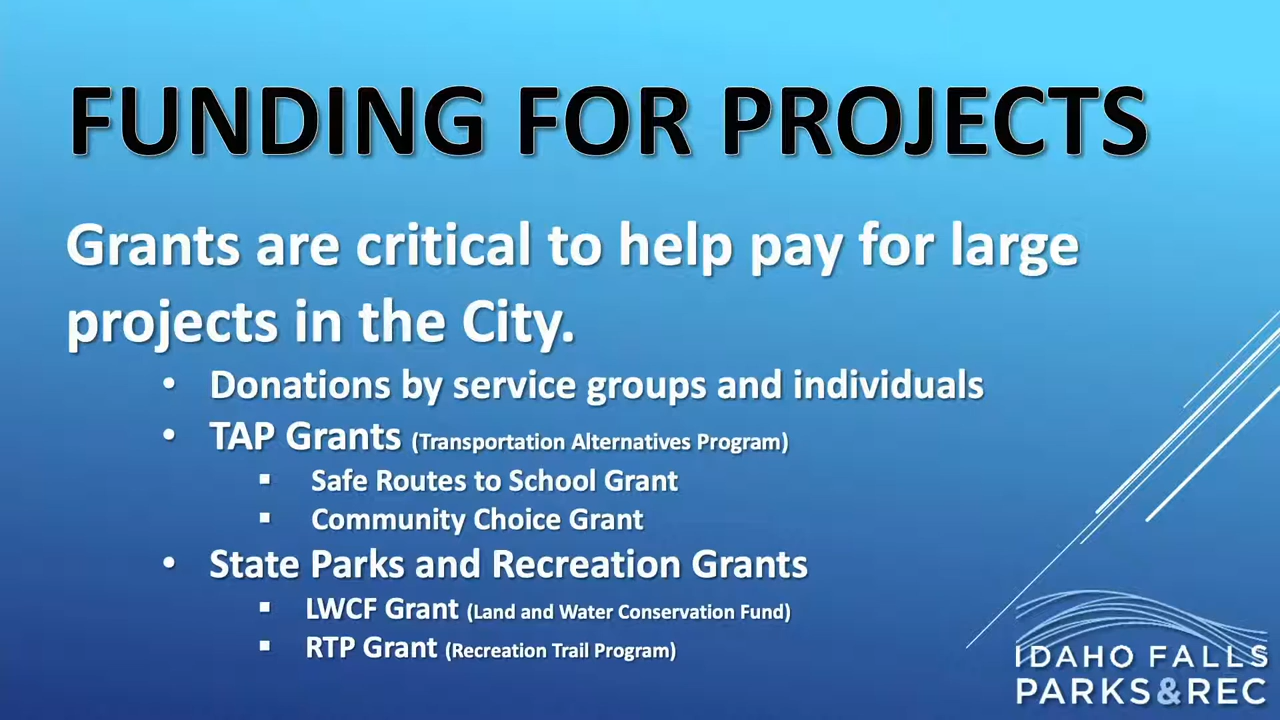 FUNDING FOR PROJECTS
Grants are critical to help pay for large
projects in the City.
• Donations by service groups and individuals
• TAP Grants (Transportation Alternatives Program)
▪ Safe Routes to School Grant
▪ Community Choice Grant
• State Parks and Recreation Grants
▪ LWCF Grant (Land and Water Conservation Fund)
▪ RTP Grant (Recreation Trail Program)
IDAHO FALLS
PARKS&REC